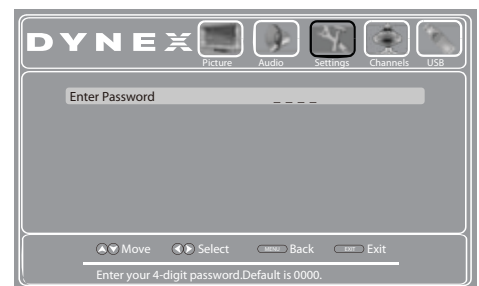 DYNEX
Picture Audio Settings Channels USB
Enter Password _ _ _ _
Move Select MENU Back EXIT Exit
Enter your 4-digit password.Default is 0000.